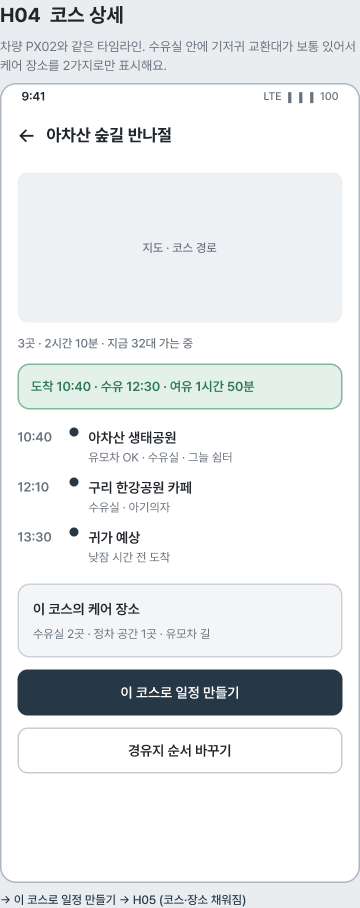 H04 코스 상세
차량 PX02와 같은 타임라인. 수유실 안에 기저귀 교환대가 보통 있어서
케어 장소를 2가지로만 표시해요.
9:41
LTE ▌▌▌ 100
← 아차산 숲길 반나절
지도 · 코스 경로
3곳 · 2시간 10분 · 지금 32대 가는 중
도착 10:40 · 수유 12:30 · 여유 1시간 50분
10:40 아차산 생태공원
유모차 OK · 수유실 · 그늘 쉼터
12:10 구리 한강공원 카페
수유실 · 아기의자
13:30 귀가 예상
낮잠 시간 전 도착
이 코스의 케어 장소
수유실 2곳 · 정차 공간 1곳 · 유모차 길
이 코스로 일정 만들기
경유지 순서 바꾸기
→ 이 코스로 일정 만들기 → H05 (코스·장소 채워짐)